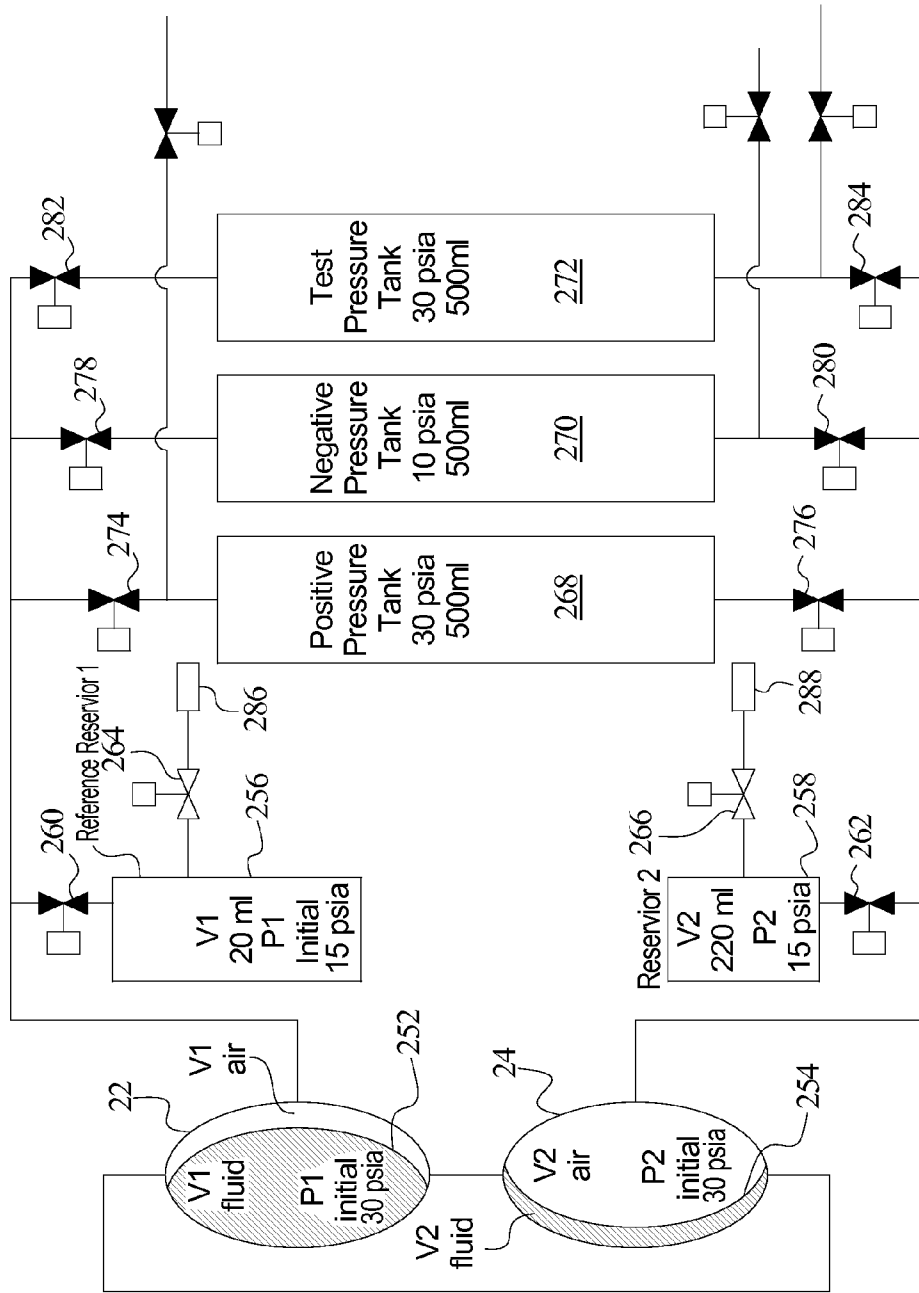 282
278
274
Reference Reservior 1
264
260
286
256
V1
20 ml
P1
Initial
15 psia
Test
Pressure
Tank
30 psia
500ml
272
Negative
Pressure
Tank
10 psia
500ml
270
Positive
Pressure
Tank
30 psia
500ml
268
284
280
276
288
266
258
262
Reservior 2
V2
220 ml
P2
15 psia
22
V1
air
252
V1
fluid
P1
initial
30 psia
24
254
V2
air
P2
initial
30 psia
V2
fluid